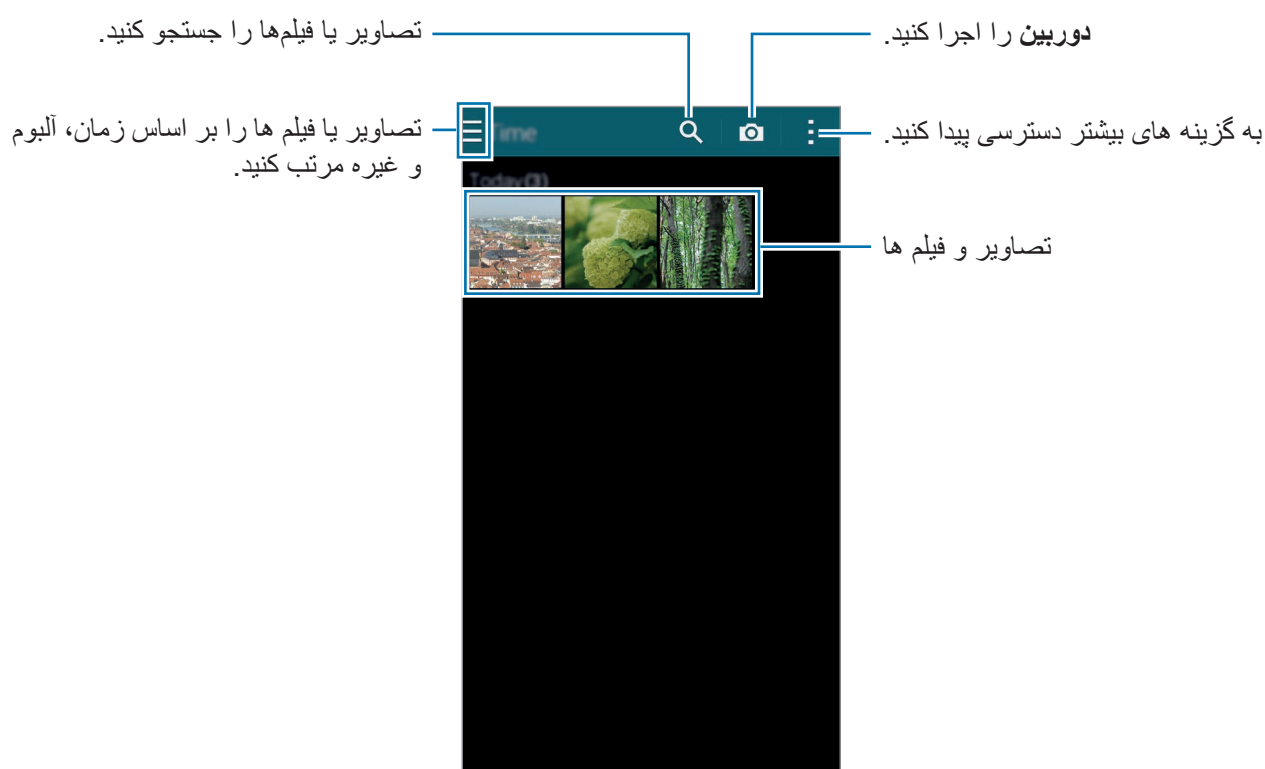 دوربین را اجرا کنید.
تصاویر یا فیلم‌ها را جستجو کنید.
به گزینه های بیشتر دسترسی پیدا کنید.
تصاویر یا فیلم ها را بر اساس زمان، آلبوم
و غیره مرتب کنید.
Time
Today(3)
تصاویر و فیلم ها